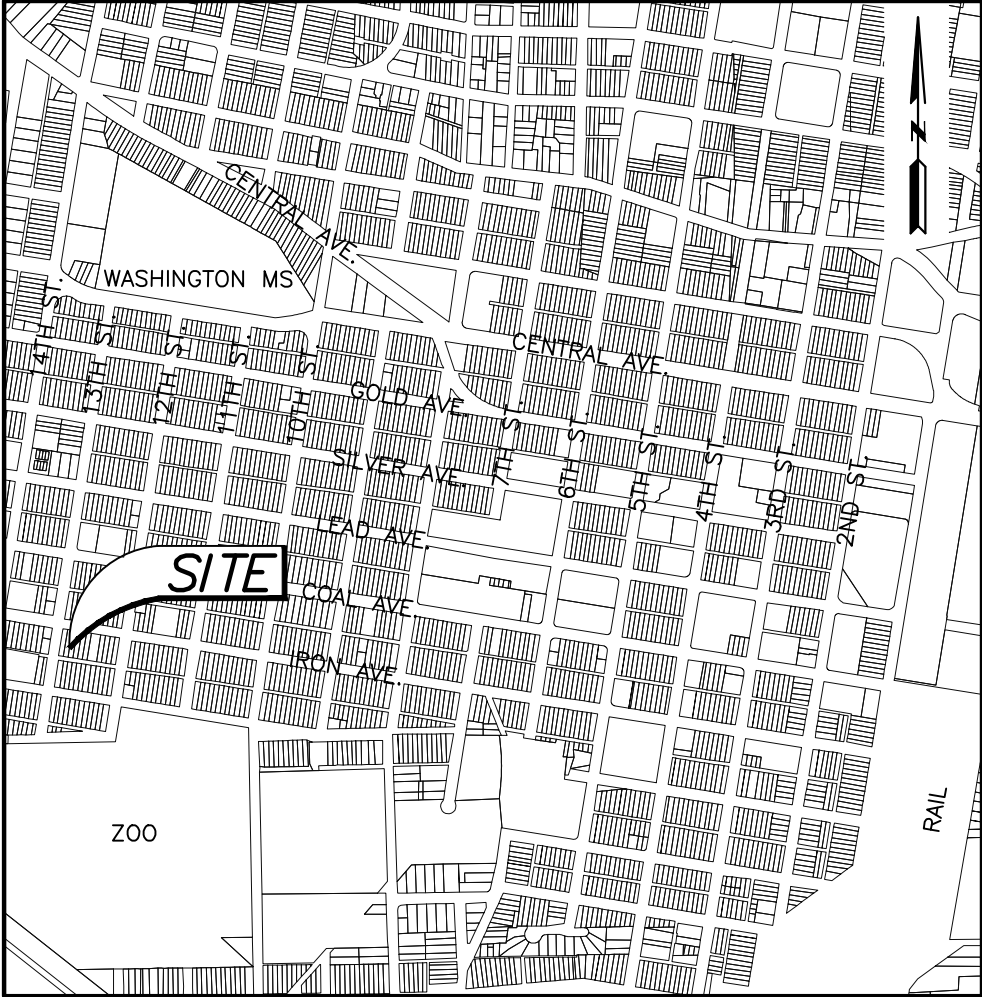 N
CENTRAL AVE.
WASHINGTON MS
14TH ST.
13TH ST.
12TH ST.
11TH ST.
10TH ST.
CENTRAL AVE.
GOLD AVE.
7TH ST.
6TH ST.
5TH ST.
4TH ST.
3RD ST.
2ND ST.
SILVER AVE.
LEAD AVE.
SITE
COAL AVE.
IRON AVE.
ZOO
RAIL